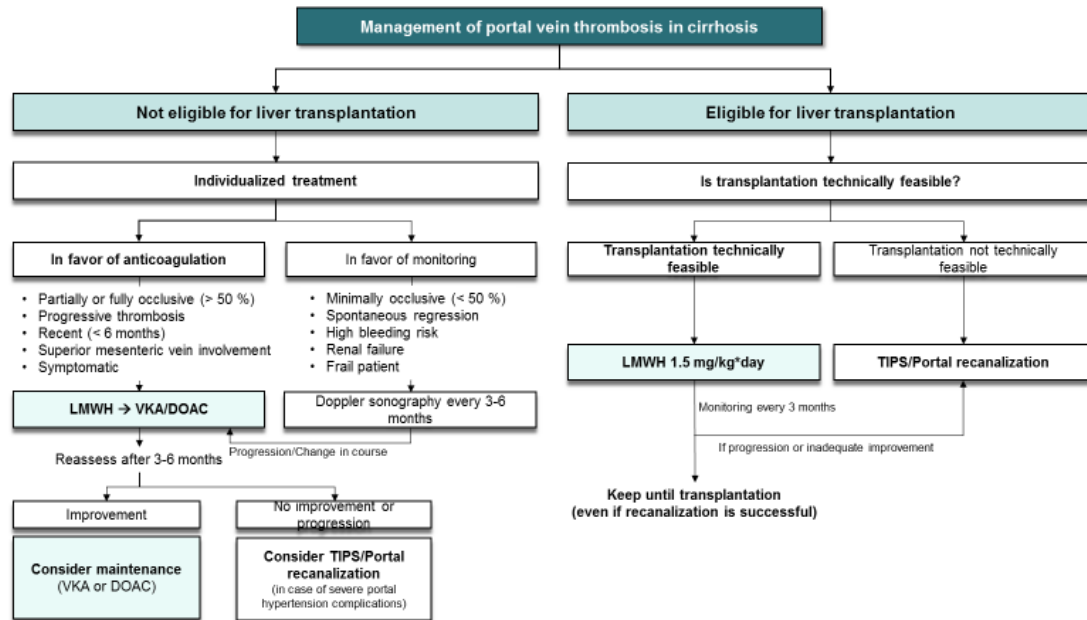 Management of portal vein thrombosis in cirrhosis
Not eligible for liver transplantation
Eligible for liver transplantation
Individualized treatment
Is transplantation technically feasible?
In favor of anticoagulation
In favor of monitoring
Transplantation technically
feasible
Transplantation not technically
feasible
• Partially or fully occlusive (> 50 %)
• Progressive thrombosis
• Recent (< 6 months)
• Superior mesenteric vein involvement
• Symptomatic
• Minimally occlusive (< 50 %)
• Spontaneous regression
• High bleeding risk
• Renal failure
• Frail patient
LMWH → VKA/DOAC
Doppler sonography every 3-6
months
LMWH 1.5 mg/kg*day
TIPS/Portal recanalization
Progression/Change in course
Monitoring every 3 months
If progression or inadequate improvement
Reassess after 3-6 months
Keep until transplantation
(even if recanalization is successful)
Improvement
No improvement or
progression
Consider maintenance
(VKA or DOAC)
Consider TIPS/Portal
recanalization
(in case of severe portal
hypertension complications)